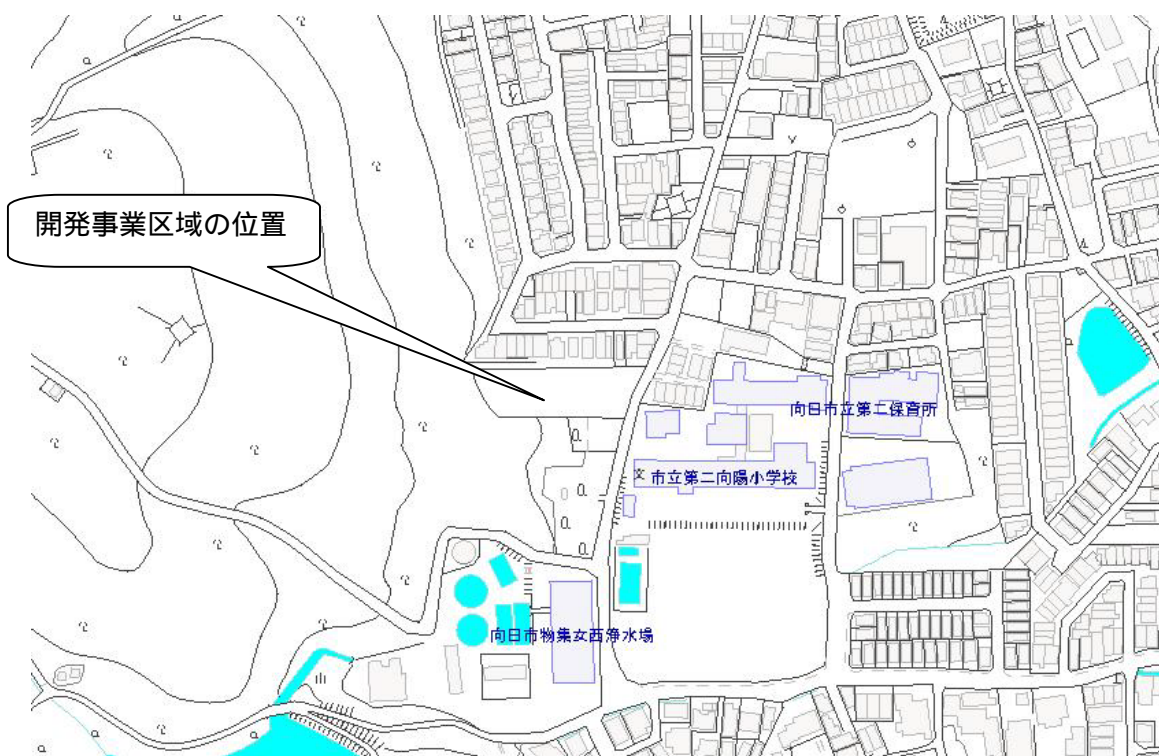 開発事業区域の位置
向日市立第二保育所
文 市立第二向陽小学校
向日市物集女西浄水場